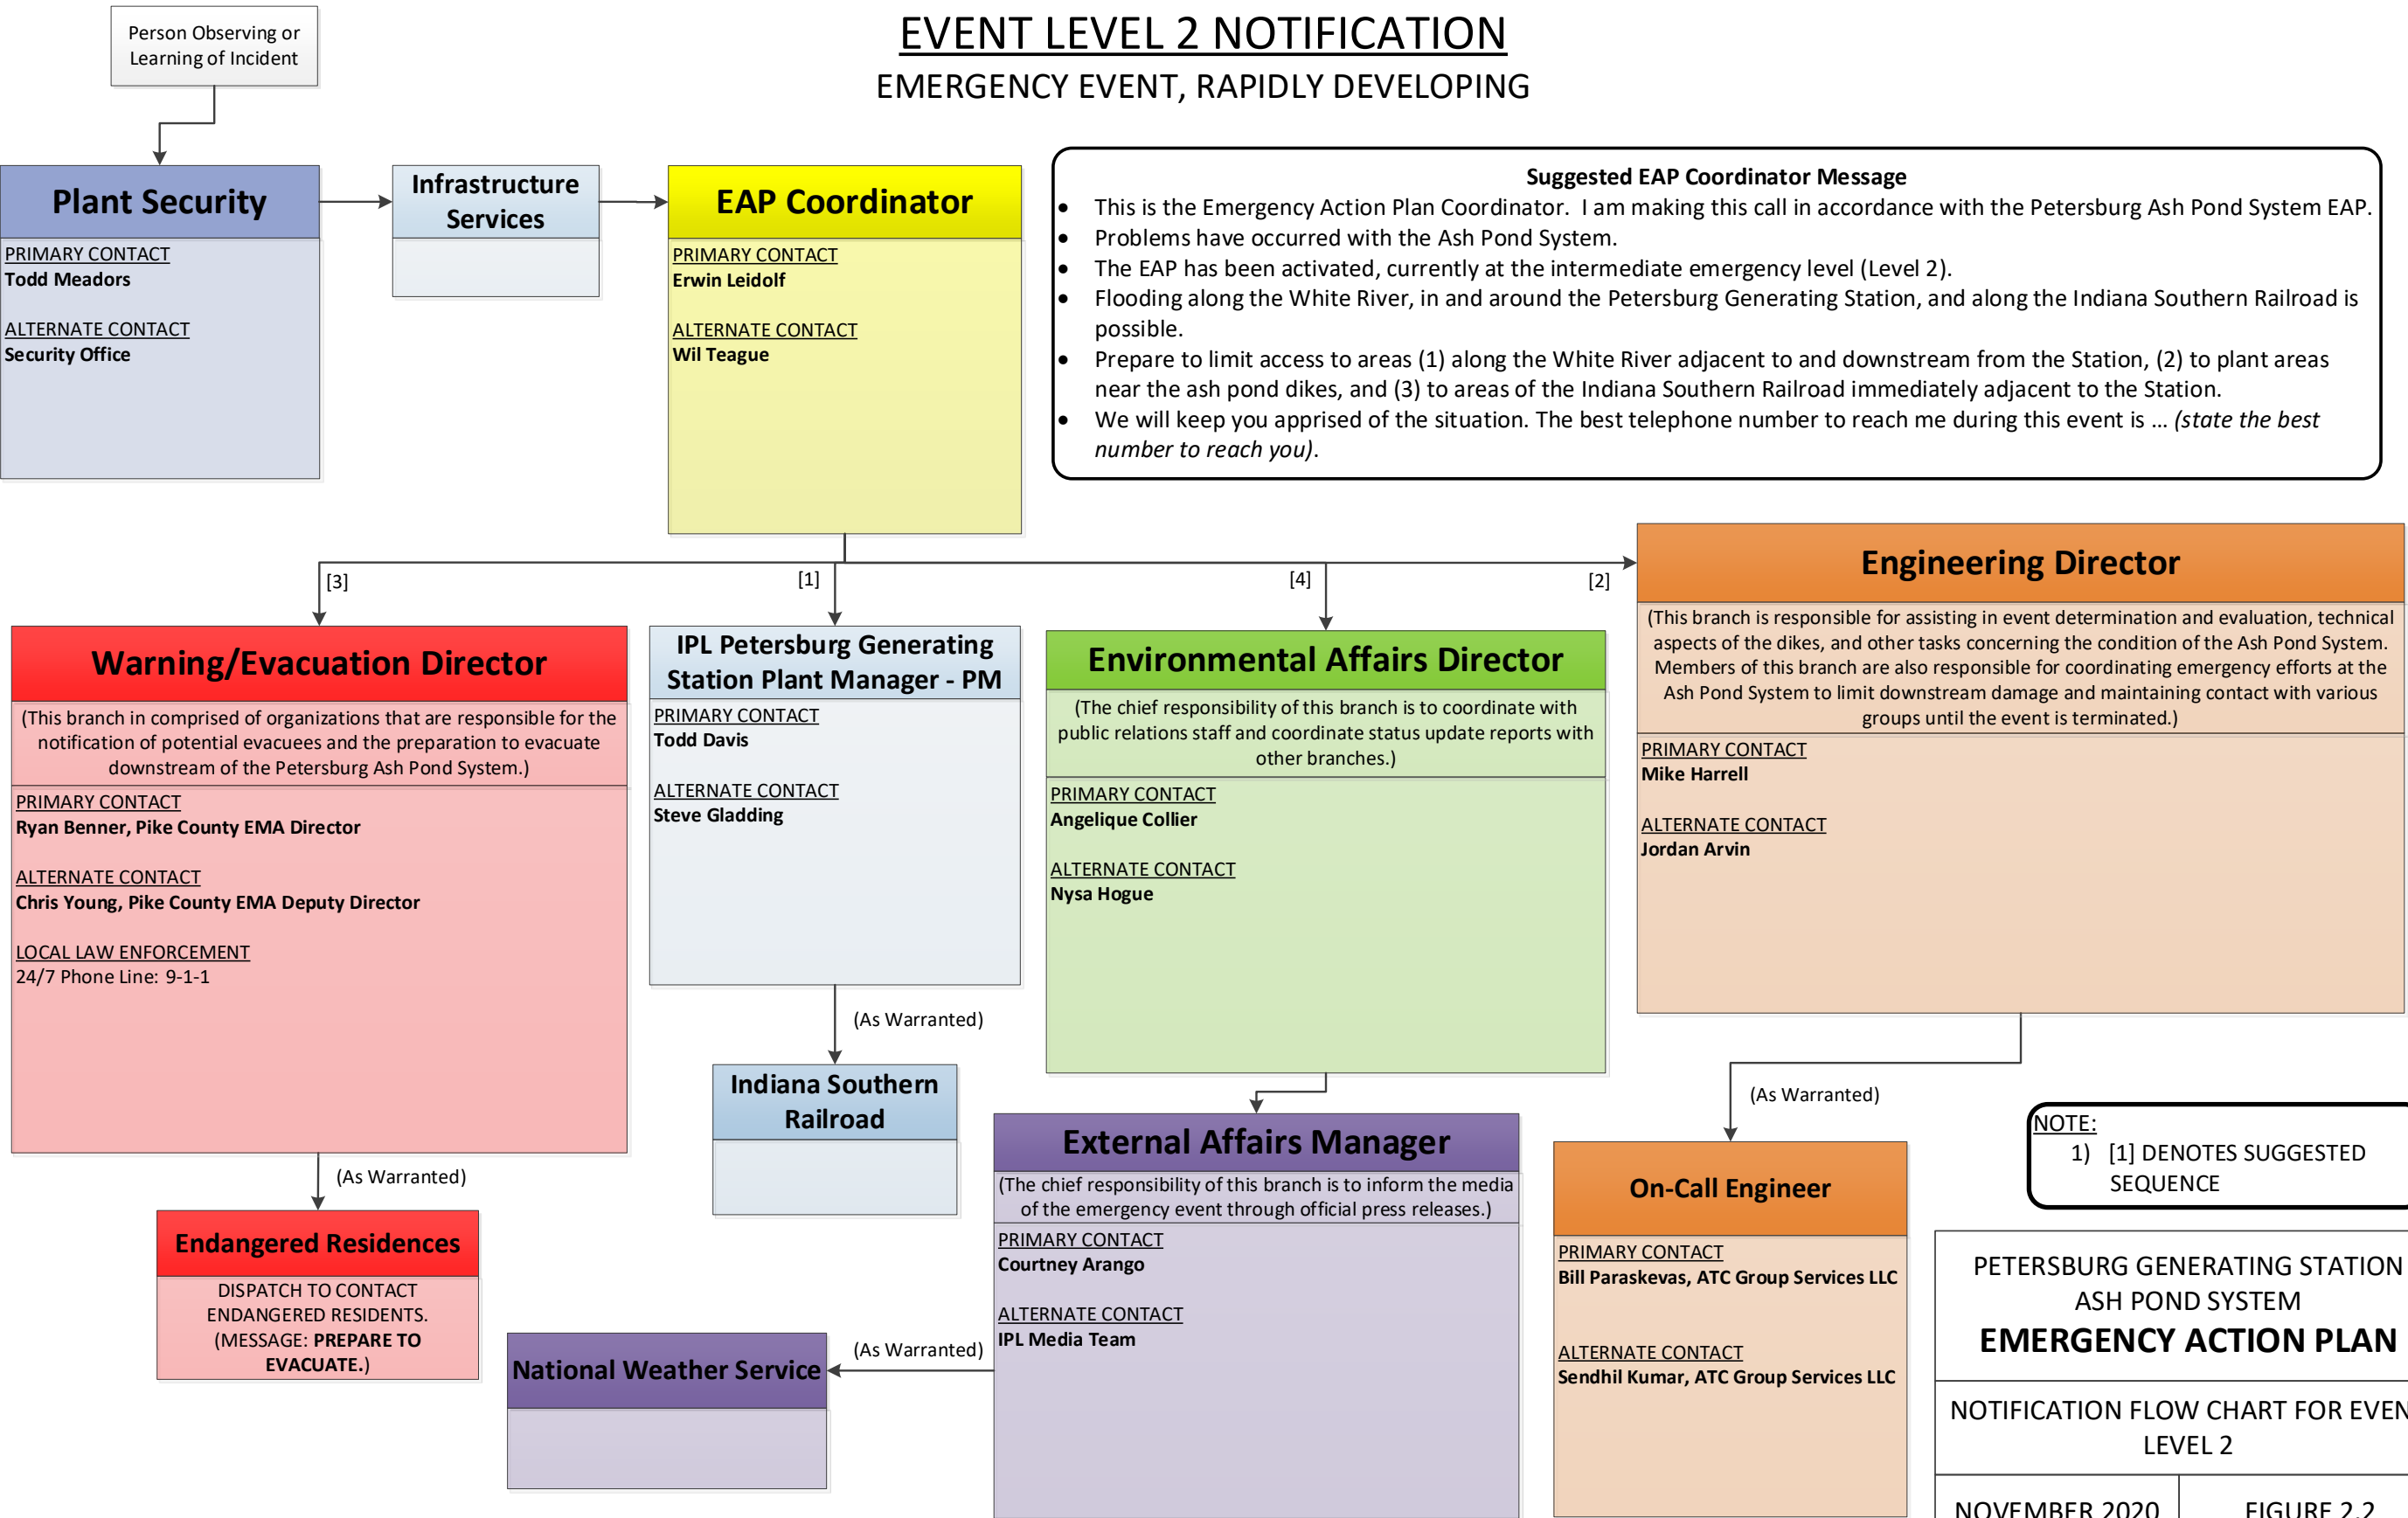 EVENT LEVEL 2 NOTIFICATION
EMERGENCY EVENT, RAPIDLY DEVELOPING
Person Observing or
Learning of Incident
Plant Security
PRIMARY CONTACT
Todd Meadors
ALTERNATE CONTACT
Security Office
Infrastructure
Services
EAP Coordinator
PRIMARY CONTACT
Erwin Leidolf
ALTERNATE CONTACT
Wil Teague
Suggested EAP Coordinator Message
• This is the Emergency Action Plan Coordinator. I am making this call in accordance with the Petersburg Ash Pond System EAP.
• Problems have occurred with the Ash Pond System.
• The EAP has been activated, currently at the intermediate emergency level (Level 2).
• Flooding along the White River, in and around the Petersburg Generating Station, and along the Indiana Southern Railroad is
possible.
• Prepare to limit access to areas (1) along the White River adjacent to and downstream from the Station, (2) to plant areas
near the ash pond dikes, and (3) to areas of the Indiana Southern Railroad immediately adjacent to the Station.
• We will keep you apprised of the situation. The best telephone number to reach me during this event is … (state the best
number to reach you).
[3]
[1]
[4]
[2]
Warning/Evacuation Director
(This branch in comprised of organizations that are responsible for the
notification of potential evacuees and the preparation to evacuate
downstream of the Petersburg Ash Pond System.)
PRIMARY CONTACT
Ryan Benner, Pike County EMA Director
ALTERNATE CONTACT
Chris Young, Pike County EMA Deputy Director
LOCAL LAW ENFORCEMENT
24/7 Phone Line: 9-1-1
(As Warranted)
Endangered Residences
DISPATCH TO CONTACT
ENDANGERED RESIDENTS.
(MESSAGE: PREPARE TO
EVACUATE.)
IPL Petersburg Generating
Station Plant Manager - PM
PRIMARY CONTACT
Todd Davis
ALTERNATE CONTACT
Steve Gladding
(As Warranted)
Indiana Southern
Railroad
Environmental Affairs Director
(The chief responsibility of this branch is to coordinate with
public relations staff and coordinate status update reports with
other branches.)
PRIMARY CONTACT
Angelique Collier
ALTERNATE CONTACT
Nysa Hogue
External Affairs Manager
(The chief responsibility of this branch is to inform the media
of the emergency event through official press releases.)
PRIMARY CONTACT
Courtney Arango
ALTERNATE CONTACT
IPL Media Team
(As Warranted)
National Weather Service
Engineering Director
(This branch is responsible for assisting in event determination and evaluation, technical
aspects of the dikes, and other tasks concerning the condition of the Ash Pond System.
Members of this branch are also responsible for coordinating emergency efforts at the
Ash Pond System to limit downstream damage and maintaining contact with various
groups until the event is terminated.)
PRIMARY CONTACT
Mike Harrell
ALTERNATE CONTACT
Jordan Arvin
(As Warranted)
On-Call Engineer
PRIMARY CONTACT
Bill Paraskevas, ATC Group Services LLC
ALTERNATE CONTACT
Sendhil Kumar, ATC Group Services LLC
NOTE:
1) [1] DENOTES SUGGESTED
SEQUENCE
PETERSBURG GENERATING STATION
ASH POND SYSTEM
EMERGENCY ACTION PLAN
NOTIFICATION FLOW CHART FOR EVEN
LEVEL 2
NOVEMBER 2020
FIGURE 2.2